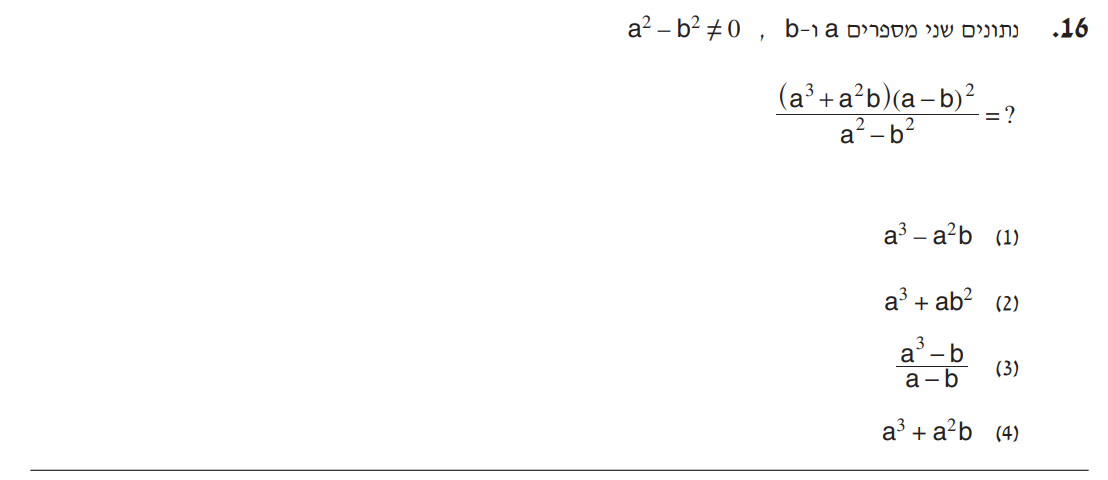 16. נתונים שני מספרים a ו-b , a² – b² ≠ 0
(a³ + a²b)(a – b)² / a² – b² = ?
(1) a³ – a²b
(2) a³ + ab²
(3) a³ – b / a – b
(4) a³ + a²b